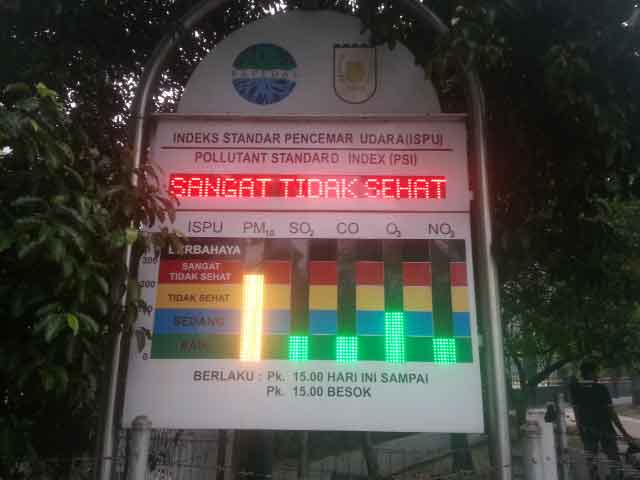 BAPEDAL
INDEKS STANDAR PENCEMAR UDARA (ISPU)
POLLUTANT STANDARD INDEX (PSI)
SANGAT TIDAK SEHAT
ISPU PM10 SO2 CO O3 NO2
BERBAHAYA
300 SANGAT TIDAK SEHAT
200 TIDAK SEHAT
100 SEDANG
BAIK
0
BERLAKU : Pk. 15.00 HARI INI SAMPAI
Pk. 15.00 BESOK